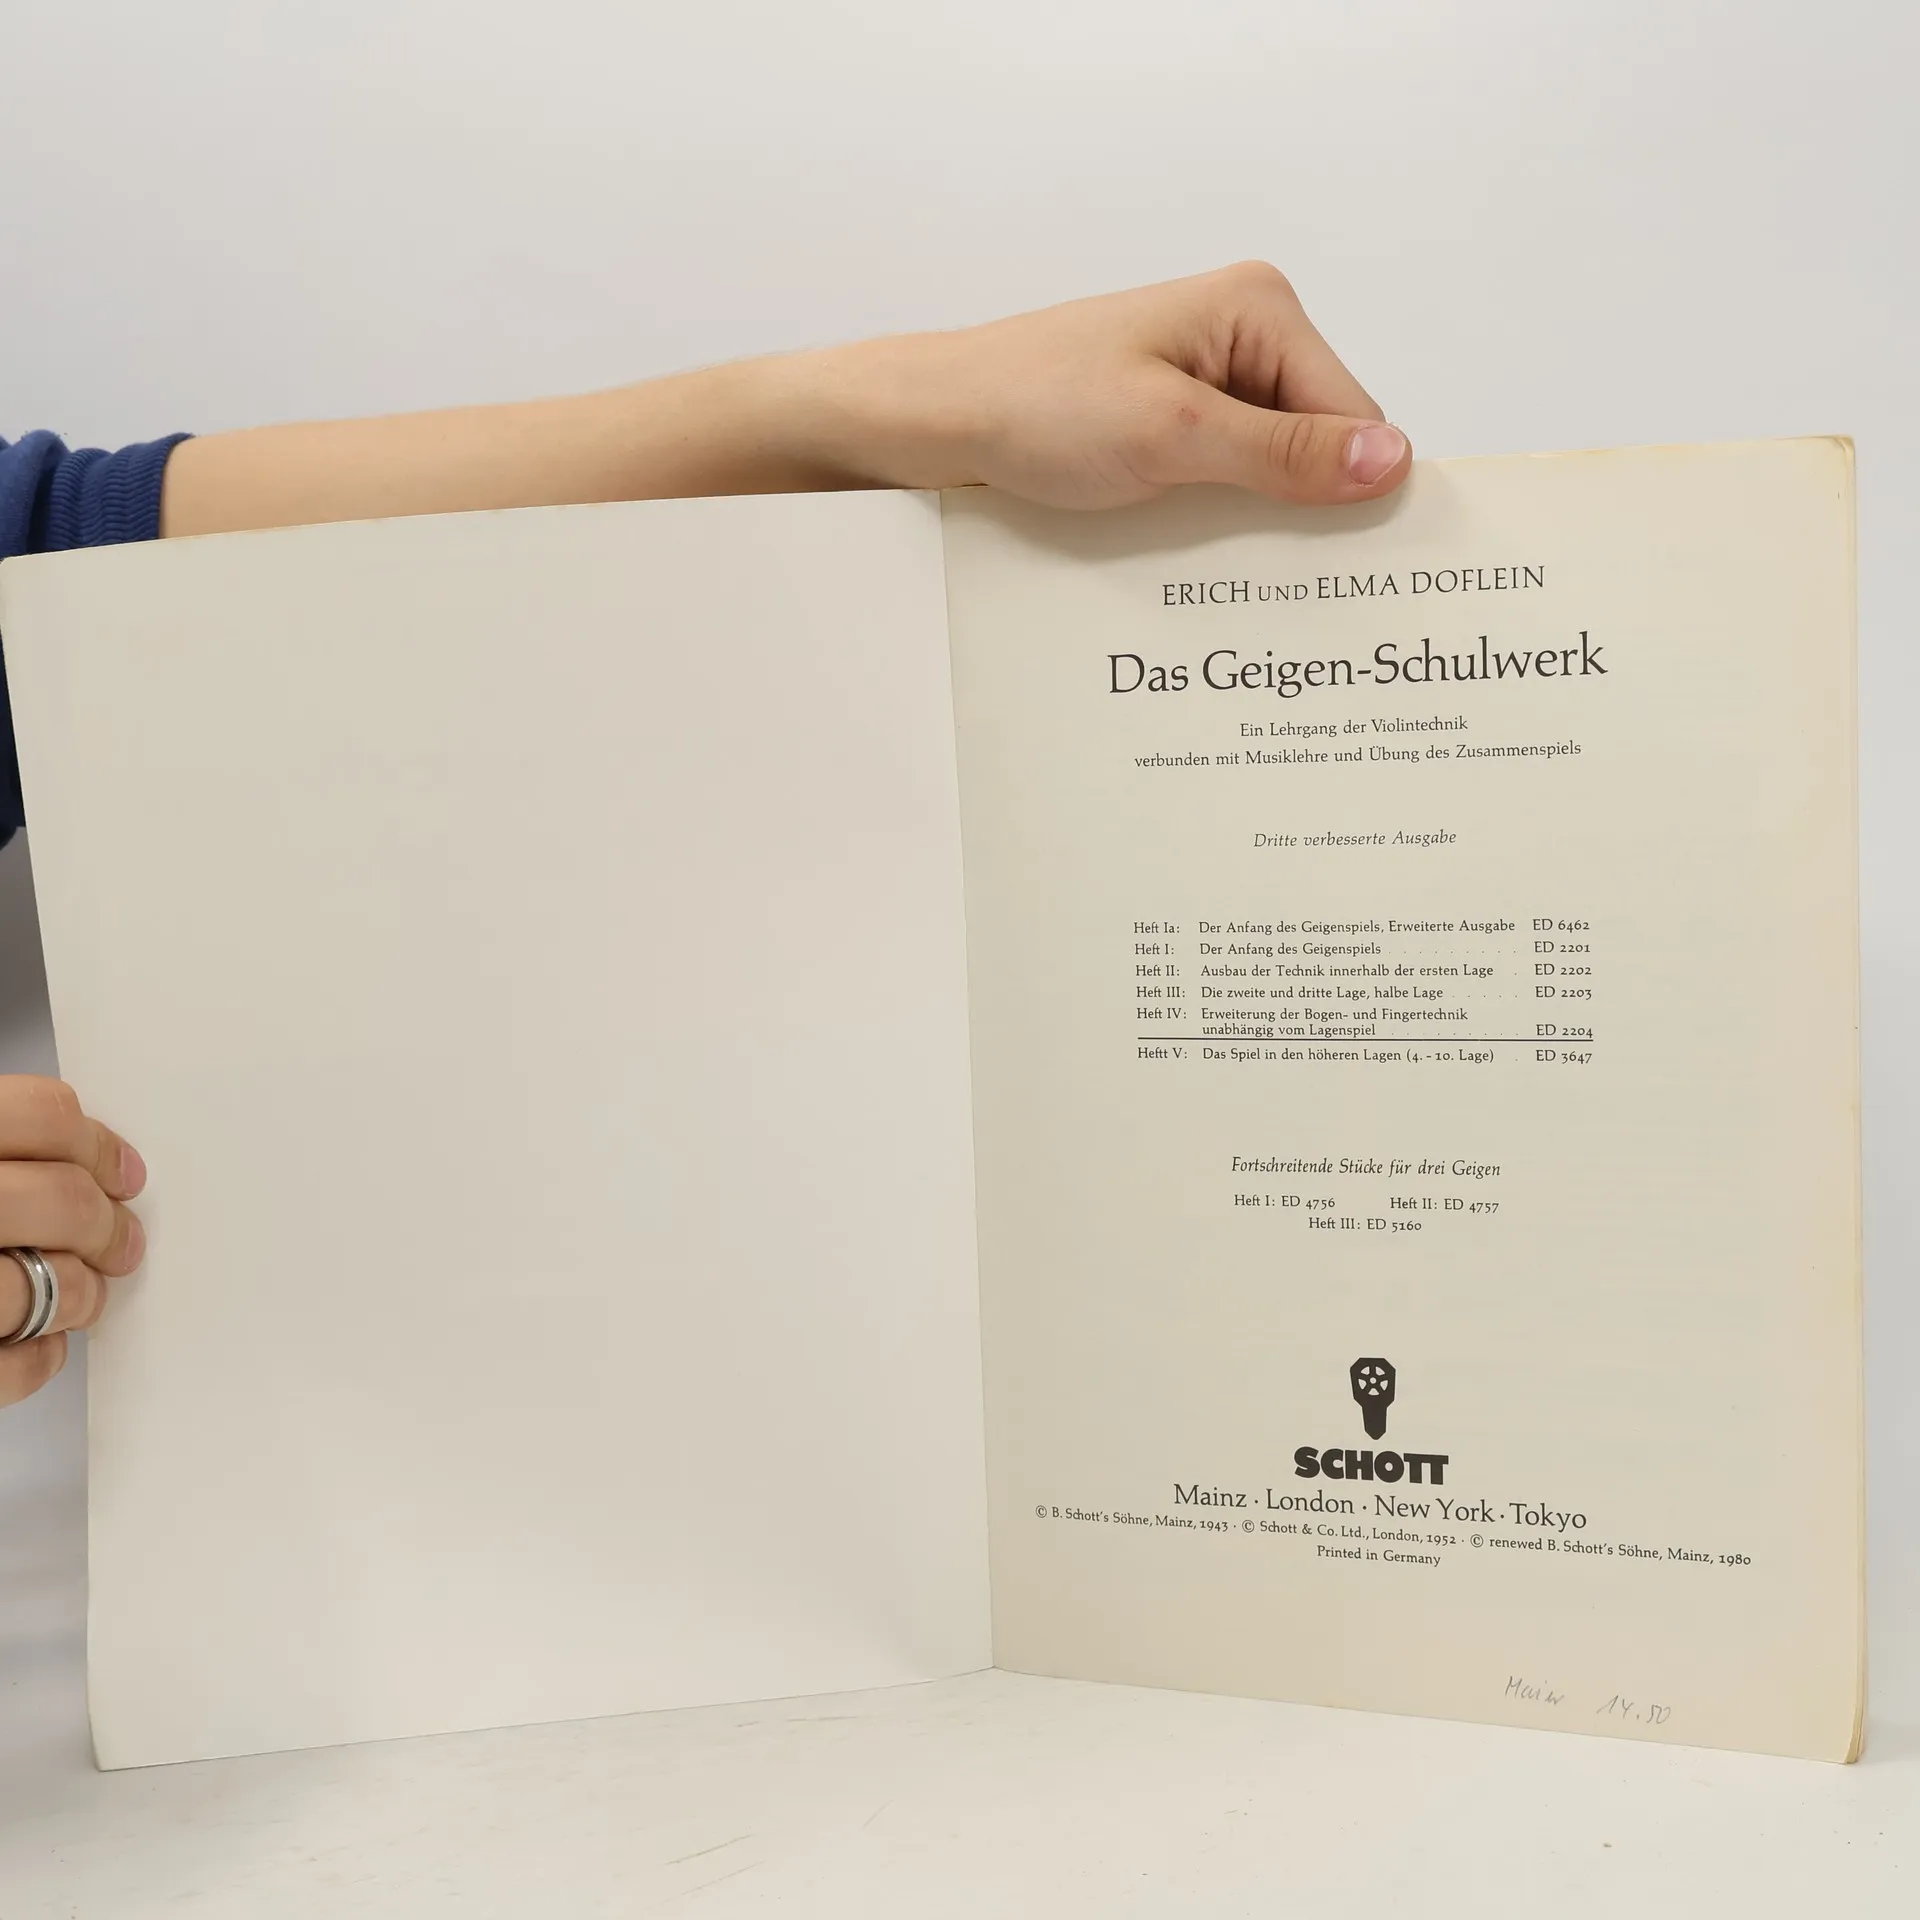 ERICH UND ELMA DOFLEIN
Das Geigen-Schulwerk
Ein Lehrgang der Violintechnik
verbunden mit Musiklehre und Übung des Zusammenspiels
Dritte verbesserte Ausgabe
Heft Ia: Der Anfang des Geigenspiels, Erweiterte Ausgabe ED 6462
Heft I: Der Anfang des Geigenspiels . . . . . . . . . ED 2201
Heft II: Ausbau der Technik innerhalb der ersten Lage . ED 2202
Heft III: Die zweite und dritte Lage, halbe Lage . . . . . ED 2203
Heft IV: Erweiterung der Bogen- und Fingertechnik
unabhängig vom Lagenspiel . . . . . . . . . ED 2204
Heftt V: Das Spiel in den höheren Lagen (4. - 10. Lage) . ED 3647
Fortschreitende Stücke für drei Geigen
Heft I: ED 4756 Heft II: ED 4757
Heft III: ED 5160
SCHOTT
Mainz · London · New York · Tokyo
© B. Schott's Söhne, Mainz, 1943 · © Schott & Co. Ltd., London, 1952 · © renewed B. Schott's Söhne, Mainz, 1980
Printed in Germany
Maier 14.50